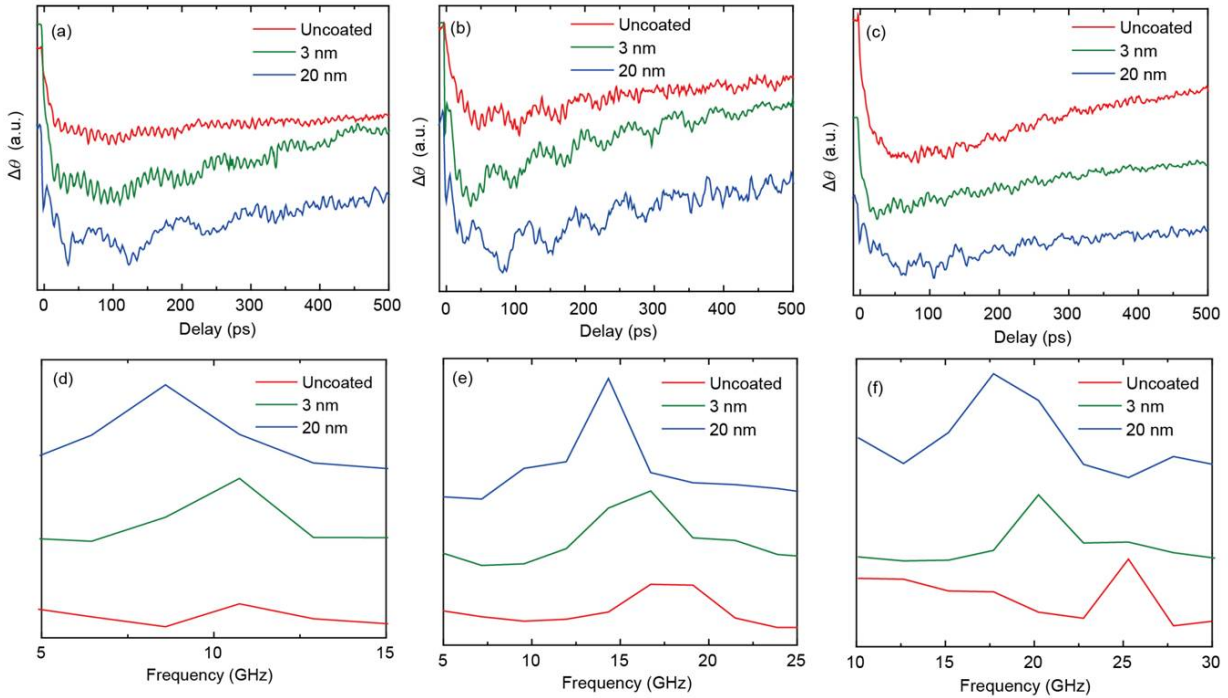 (a)
Uncoated
3 nm
20 nm
Δθ (a.u.)
0 100 200 300 400 500
Delay (ps)
(b)
Uncoated
3 nm
20 nm
Δθ (a.u.)
0 100 200 300 400 500
Delay (ps)
(c)
Uncoated
3 nm
20 nm
Δθ (a.u.)
0 100 200 300 400 500
Delay (ps)
(d)
Uncoated
3 nm
20 nm
5 10 15
Frequency (GHz)
(e)
Uncoated
3 nm
20 nm
5 10 15 20 25
Frequency (GHz)
(f)
Uncoated
3 nm
20 nm
10 15 20 25 30
Frequency (GHz)